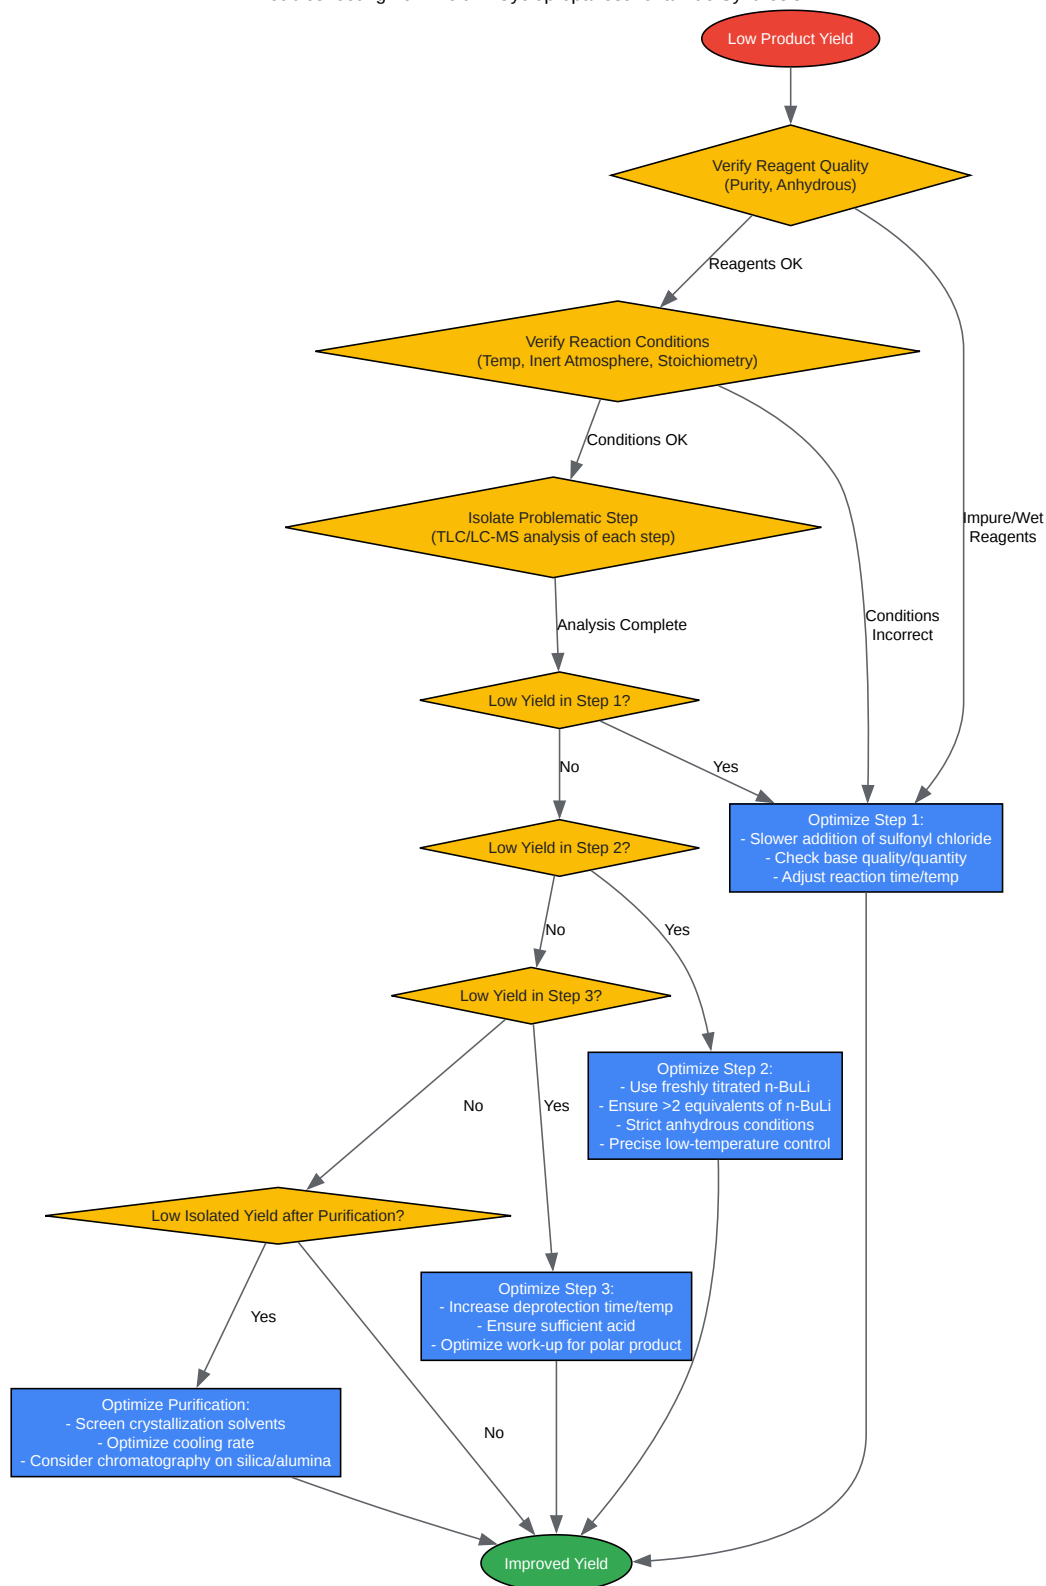 Low Product Yield
Verify Reagent Quality
(Purity, Anhydrous)
Reagents OK
Verify Reaction Conditions
(Temp, Inert Atmosphere, Stoichiometry)
Conditions OK
Isolate Problematic Step
(TLC/LC-MS analysis of each step)
Impure/Wet
Reagents
Conditions
Incorrect
Analysis Complete
Low Yield in Step 1?
No
Yes
Optimize Step 1:
- Slower addition of sulfonyl chloride
- Check base quality/quantity
- Adjust reaction time/temp
Low Yield in Step 2?
No
Yes
Low Yield in Step 3?
Optimize Step 2:
- Use freshly titrated n-BuLi
- Ensure >2 equivalents of n-BuLi
- Strict anhydrous conditions
- Precise low-temperature control
No
Yes
Low Isolated Yield after Purification?
Optimize Step 3:
- Increase deprotection time/temp
- Ensure sufficient acid
- Optimize work-up for polar product
Yes
No
Optimize Purification:
- Screen crystallization solvents
- Optimize cooling rate
- Consider chromatography on silica/alumina
Improved Yield